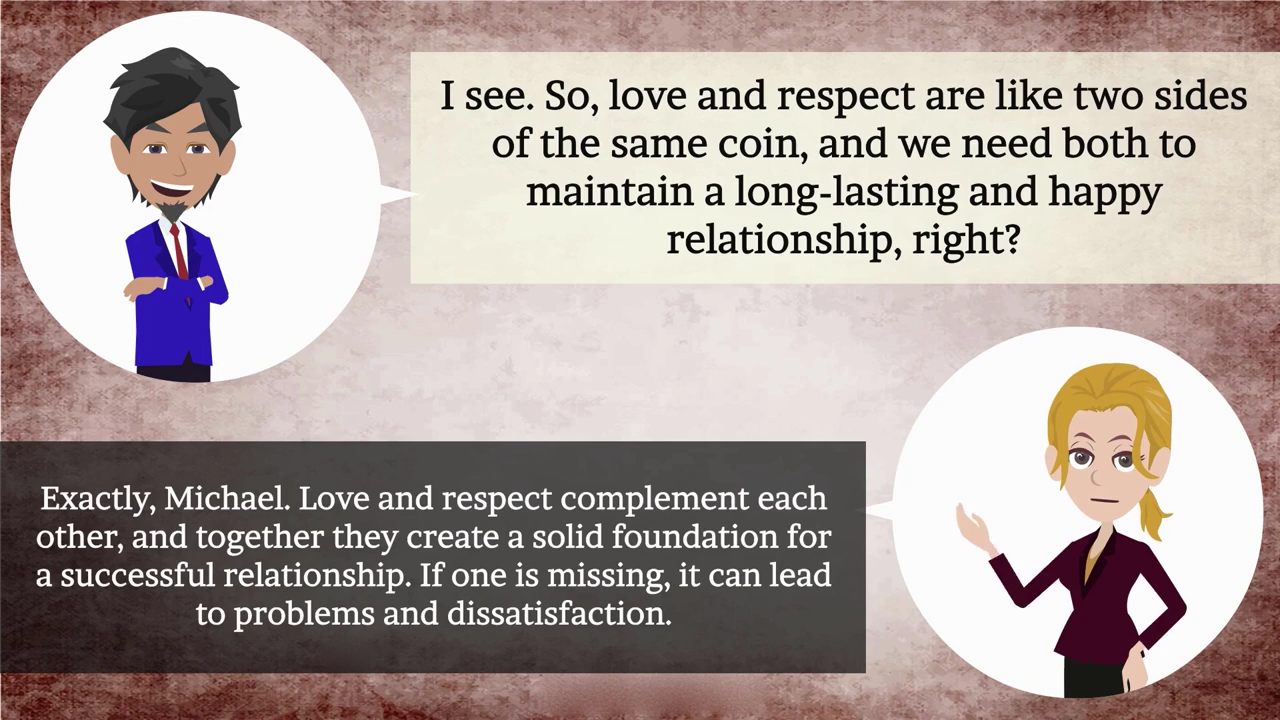 I see. So, love and respect are like two sides
of the same coin, and we need both to
maintain a long-lasting and happy
relationship, right?
Exactly, Michael. Love and respect complement each
other, and together they create a solid foundation for
a successful relationship. If one is missing, it can lead
to problems and dissatisfaction.